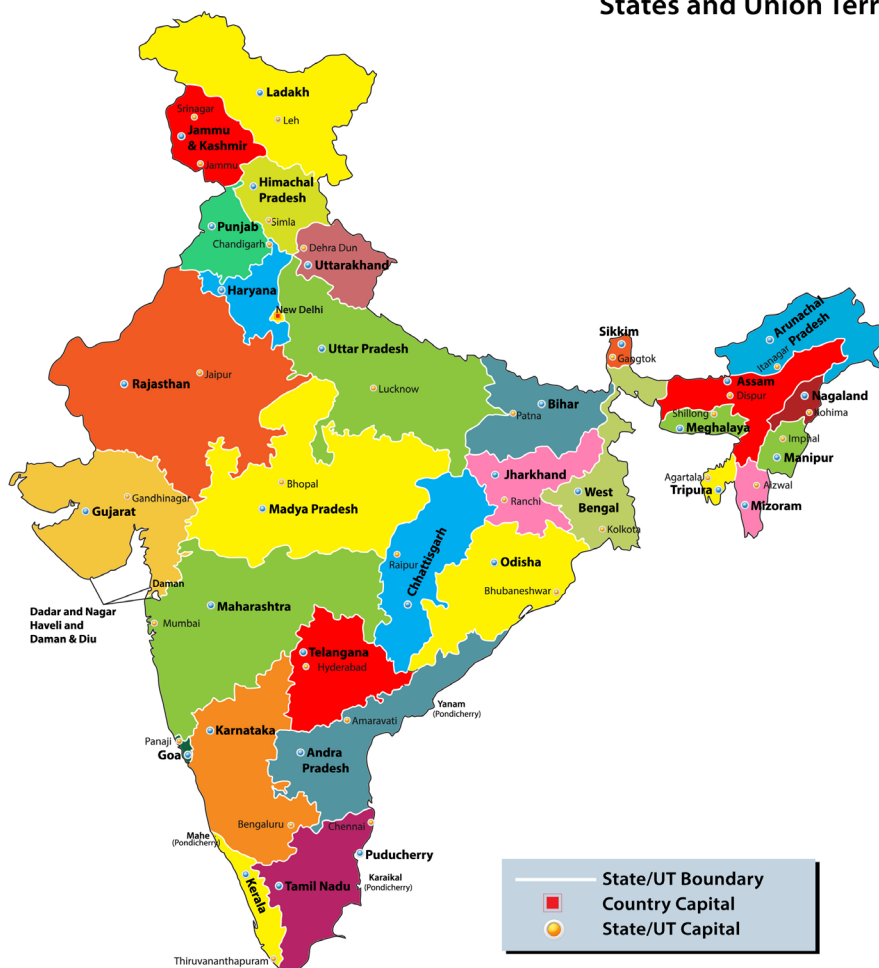 States and Union Terr
Ladakh
Leh
Srinagar
Jammu
& Kashmir
Jammu
Himachal
Pradesh
Simla
Punjab
Chandigarh
Dehra Dun
Uttarakhand
Haryana
New Delhi
Uttar Pradesh
Lucknow
Rajasthan
Jaipur
Sikkim
Gangtok
Arunachal
Pradesh
Itanagar
Assam
Dispur
Nagaland
Kohima
Shillong
Meghalaya
Imphal
Manipur
Agartala
Tripura
Aizwal
Mizoram
Bihar
Patna
Jharkhand
Ranchi
West
Bengal
Kolkota
Gandhinagar
Gujarat
Bhopal
Madya Pradesh
Chhattisgarh
Raipur
Odisha
Bhubaneshwar
Daman
Dadar and Nagar
Haveli and
Daman & Diu
Maharashtra
Mumbai
Telangana
Hyderabad
Yanam
(Pondicherry)
Amaravati
Karnataka
Panaji
Goa
Andra
Pradesh
Bengaluru
Chennai
Mahe
(Pondicherry)
Puducherry
Karaikal
(Pondicherry)
Kerala
Tamil Nadu
Thiruvananthapuram
State/UT Boundary
Country Capital
State/UT Capital